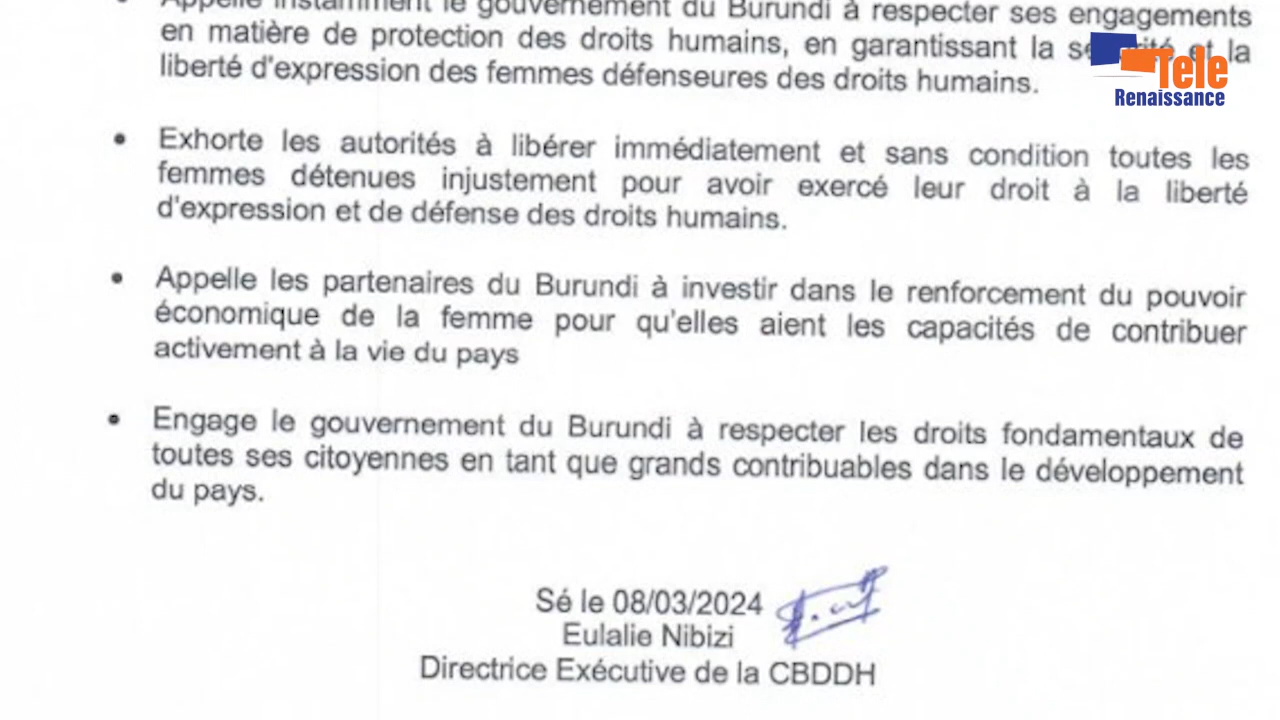 Appelle instamment le gouvernement du Burundi à respecter ses engagements
en matière de protection des droits humains, en garantissant la et la
liberté d'expression des femmes défenseures des droits humains.
Tele
Renaissance
• Exhorte les autorités à libérer immédiatement et sans condition toutes les
femmes détenues injustement pour avoir exercé leur droit à la liberté
d'expression et de défense des droits humains.
• Appelle les partenaires du Burundi à investir dans le renforcement du pouvoir
économique de la femme pour qu'elles aient les capacités de contribuer
activement à la vie du pays
• Engage le gouvernement du Burundi à respecter les droits fondamentaux de
toutes ses citoyennes en tant que grands contribuables dans le développement
du pays.
Sé le 08/03/2024
Eulalie Nibizi
Directrice Exécutive de la CBDDH